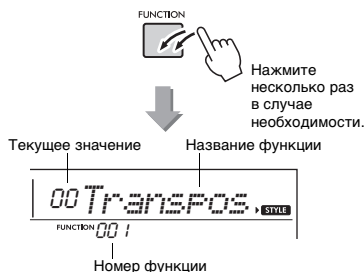 FUNCTION
Нажмите
несколько раз
в случае
необходимости.
Текущее значение Название функции
00 Transpos. STYLE
FUNCTION 001
Номер функции